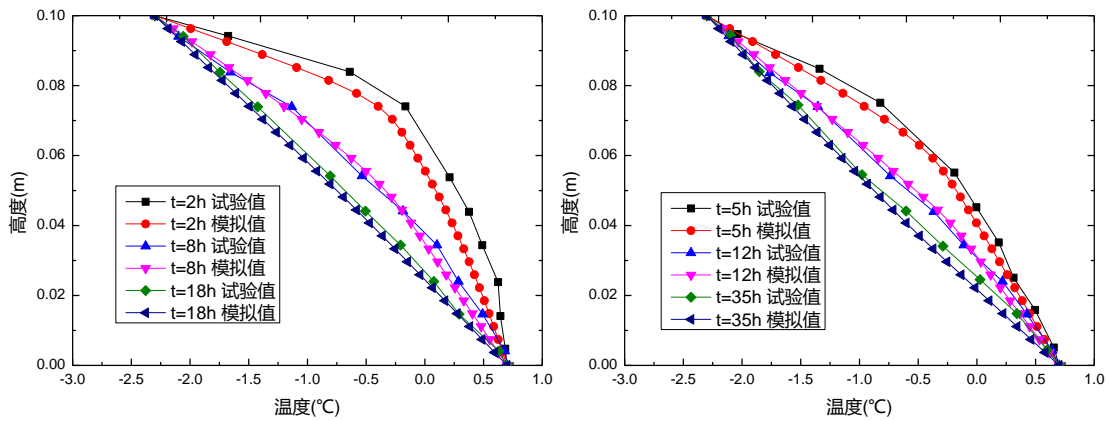 0.10
0.08
0.06
0.04
0.02
0.00
高度(m)
t=2h 试验值
t=2h 模拟值
t=8h 试验值
t=8h 模拟值
t=18h 试验值
t=18h 模拟值
-3.0 -2.5 -2.0 -1.5 -1.0 -0.5 0.0 0.5 1.0
温度(℃)
0.10
0.08
0.06
0.04
0.02
0.00
高度(m)
t=5h 试验值
t=5h 模拟值
t=12h 试验值
t=12h 模拟值
t=35h 试验值
t=35h 模拟值
-3.0 -2.5 -2.0 -1.5 -1.0 -0.5 0.0 0.5 1.0
温度(℃)